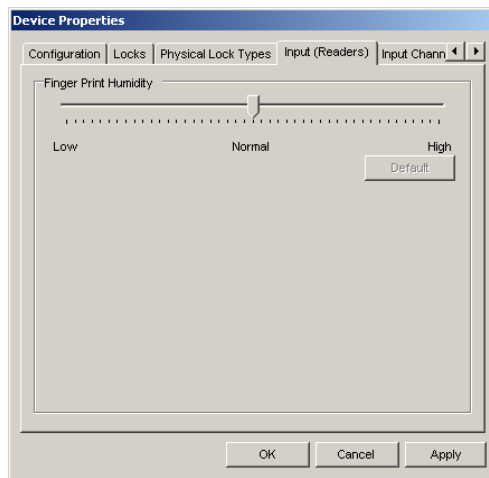 Device Properties
Configuration Locks Physical Lock Types Input (Readers) Input Chann
Finger Print Humidity
Low Normal High
Default
OK Cancel Apply